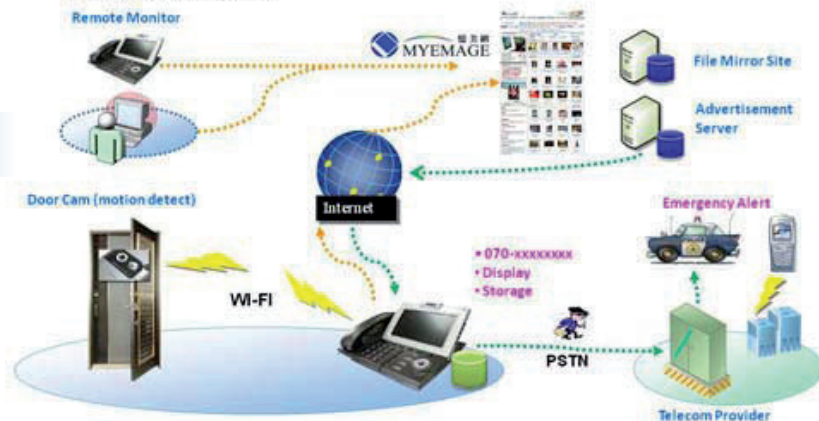 Remote Monitor
MYEMAGE
File Mirror Site
Advertisement
Server
Internet
Door Cam (motion detect)
WI-FI
• 070-xxxxxxxx
• Display
• Storage
PSTN
Emergency Alert
Telecom Provider